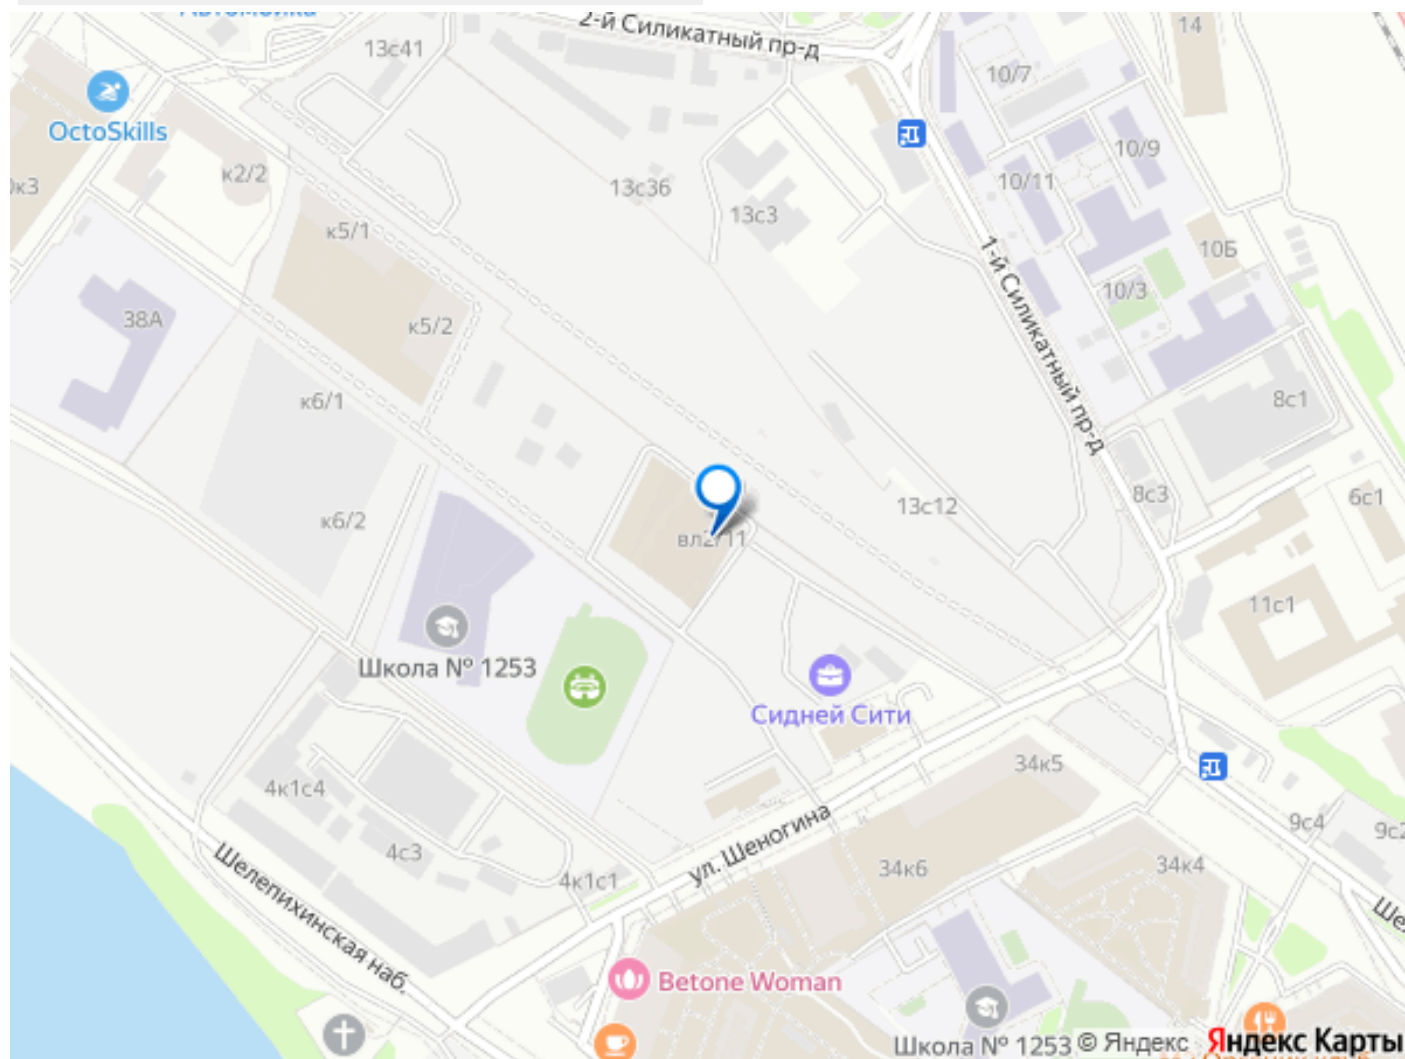 2-й Силикатный пр-д
14
13с41
10/7
OctoSkills
10/9
к2/2
13с36
10/11
13с3
к5/1
10Б
1-й Силикатный пр-д
10/3
38А
к5/2
к6/1
8с1
8с3
6с1
13с12
к6/2
вл2/11
11с1
Школа № 1253
Сидней Сити
34к5
4к1с4
9с4
ул. Шеногина
4с3
34к6
34к4
4к1с1
Шелепихинская наб.
Betone Woman
Школа № 1253
© Яндекс
Яндекс Карты